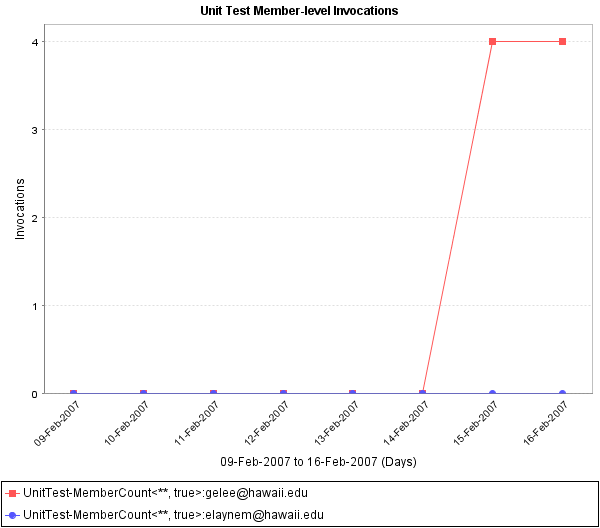 Unit Test Member-level Invocations
4
3
2
1
0
Invocations
09-Feb-2007
10-Feb-2007
11-Feb-2007
12-Feb-2007
13-Feb-2007
14-Feb-2007
15-Feb-2007
16-Feb-2007
09-Feb-2007 to 16-Feb-2007 (Days)
UnitTest-MemberCount<**, true>:gelee@hawaii.edu
UnitTest-MemberCount<**, true>:elaynem@hawaii.edu